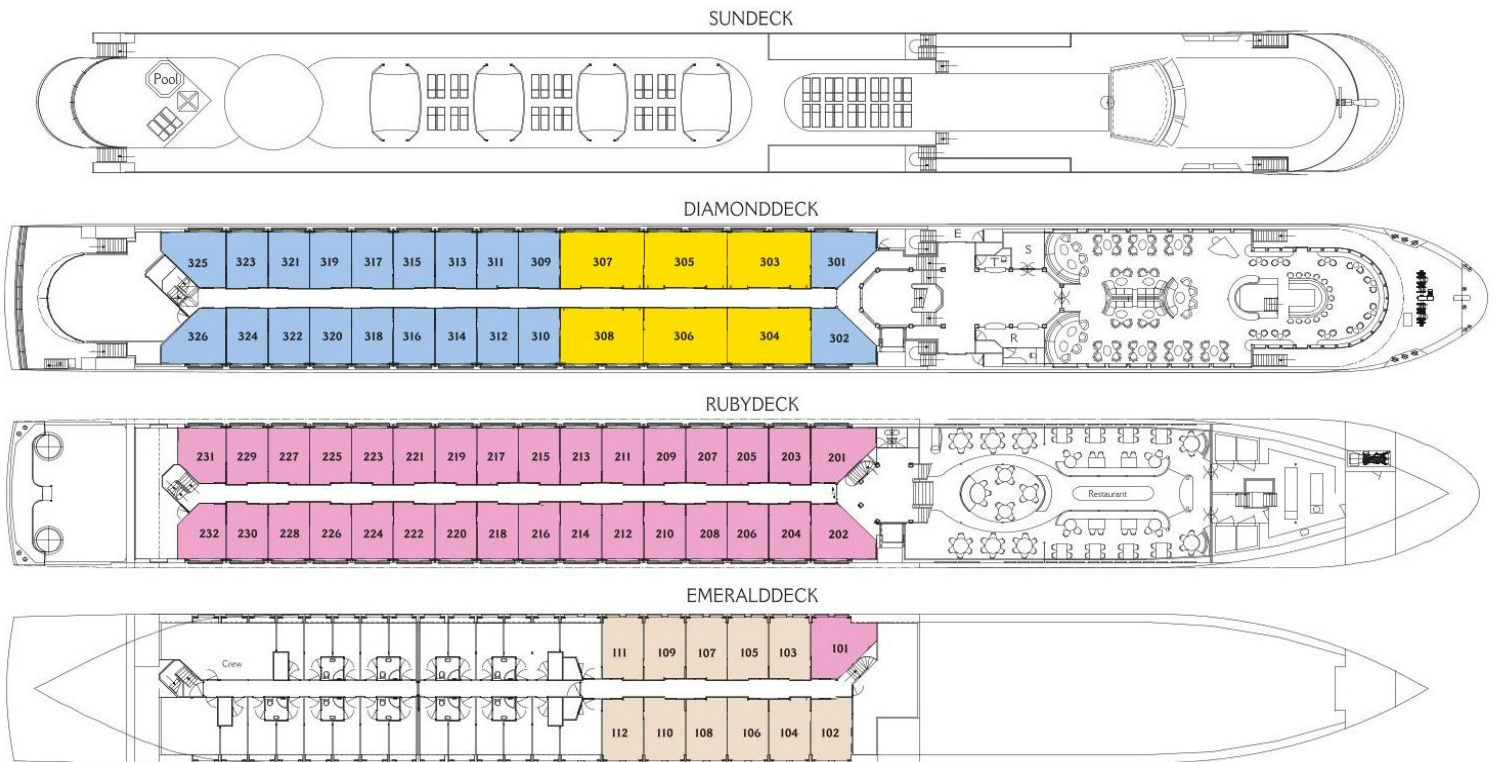 SUNDECK
Pool
DIAMONDDECK
E
S
T
R
325 323 321 319 317 315 313 311 309 307 305 303 301
326 324 322 320 318 316 314 312 310 308 306 304 302
RUBYDECK
231 229 227 225 223 221 219 217 215 213 211 209 207 205 203 201
Restaurant
232 230 228 226 224 222 220 218 216 214 212 210 208 206 204 202
EMERALDDECK
Crew
111 109 107 105 103 101
112 110 108 106 104 102